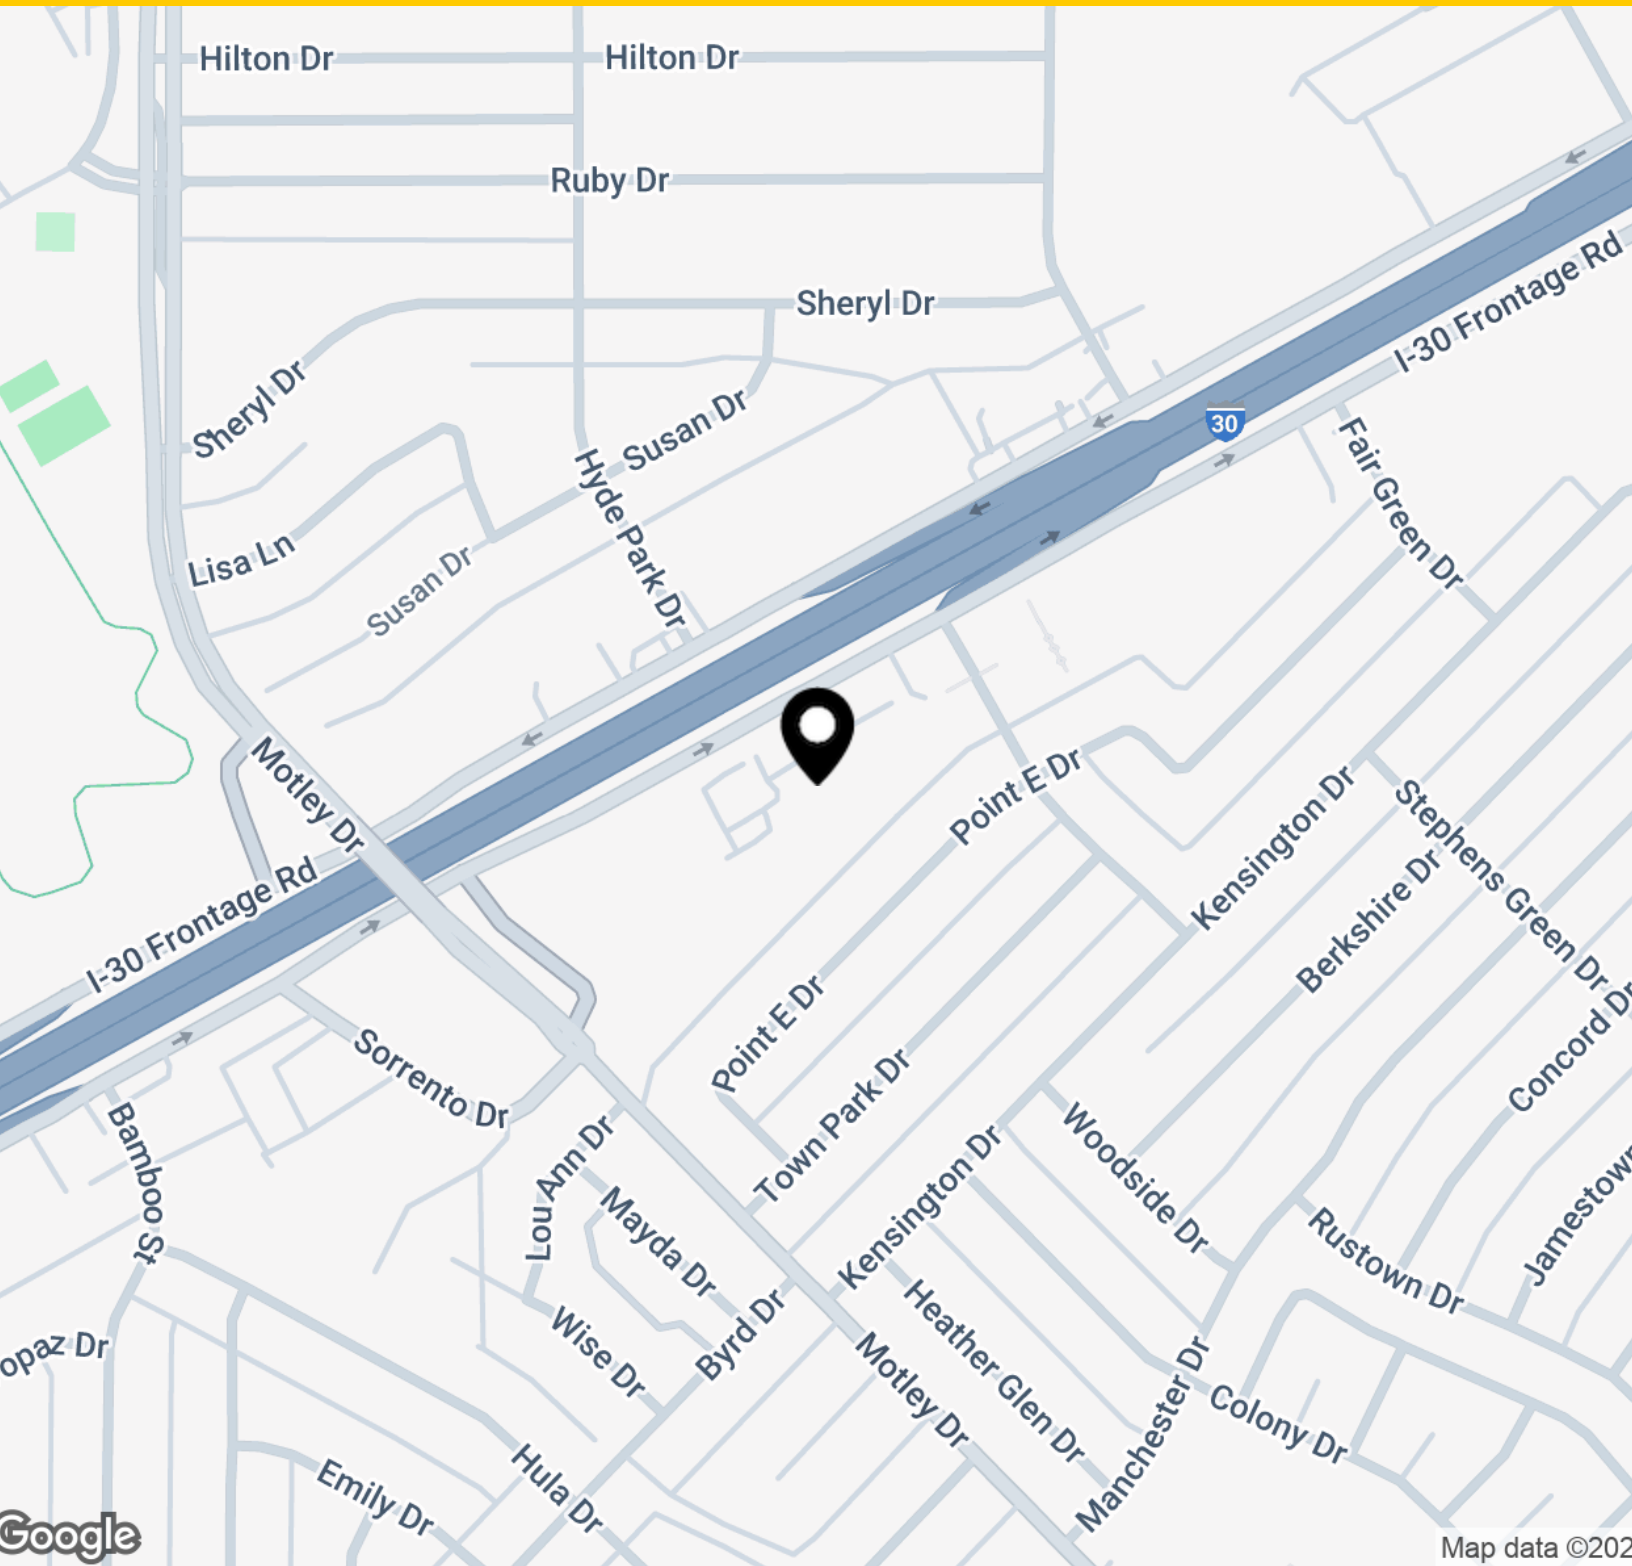 Hilton Dr
Hilton Dr
Ruby Dr
I-30 Frontage Rd
Sheryl Dr
Sheryl Dr
Susan Dr
30
Hyde Park Dr
Fair Green Dr
Lisa Ln
Susan Dr
Motley Dr
Point E Dr
Kensington Dr
Stephens Green Dr
Berkshire Dr
I-30 Frontage Rd
Point E Dr
Concord Dr
Sorrento Dr
Town Park Dr
Bamboo St
Lou Ann Dr
Woodside Dr
Kensington Dr
Jamestown
Mayda Dr
Rustown Dr
Heather Glen Dr
Byrd Dr
Wise Dr
opaz Dr
Motley Dr
Manchester Dr
Colony Dr
Hula Dr
Emily Dr
Google
Map data ©202